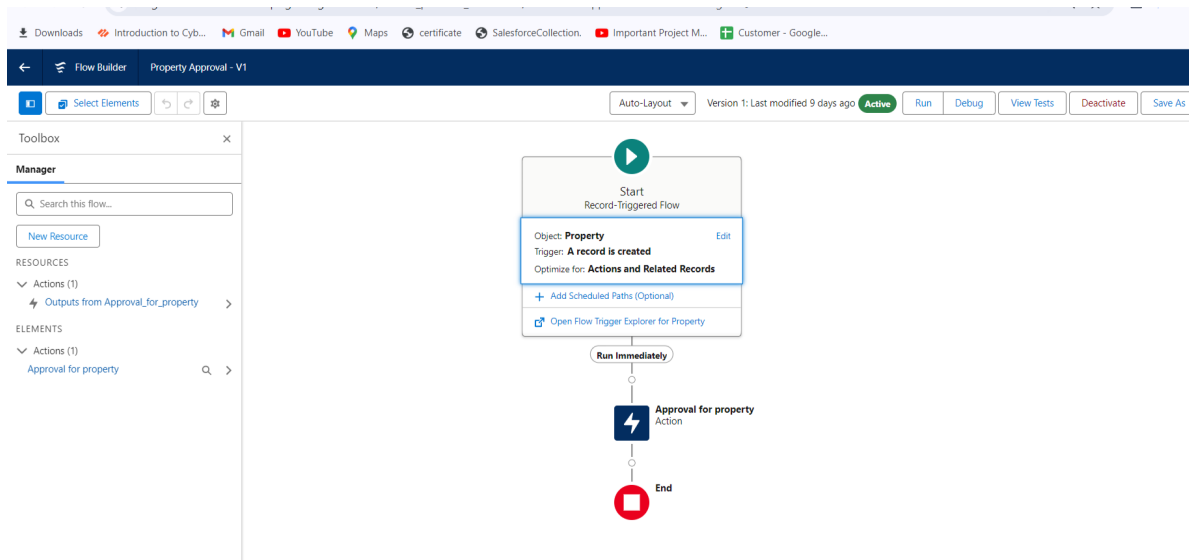 Downloads
Introduction to Cyb...
Gmail
YouTube
Maps
certificate
SalesforceCollection.
Important Project M...
Customer - Google...
Flow Builder
Property Approval - V1
Select Elements
Auto-Layout
Version 1: Last modified 9 days ago
Active
Run
Debug
View Tests
Deactivate
Save As
Toolbox
Manager
Search this flow...
New Resource
RESOURCES
Actions (1)
Outputs from Approval_for_property
ELEMENTS
Actions (1)
Approval for property
Start
Record-Triggered Flow
Object: Property
Edit
Trigger: A record is created
Optimize for: Actions and Related Records
Add Scheduled Paths (Optional)
Open Flow Trigger Explorer for Property
Run Immediately
Approval for property
Action
End